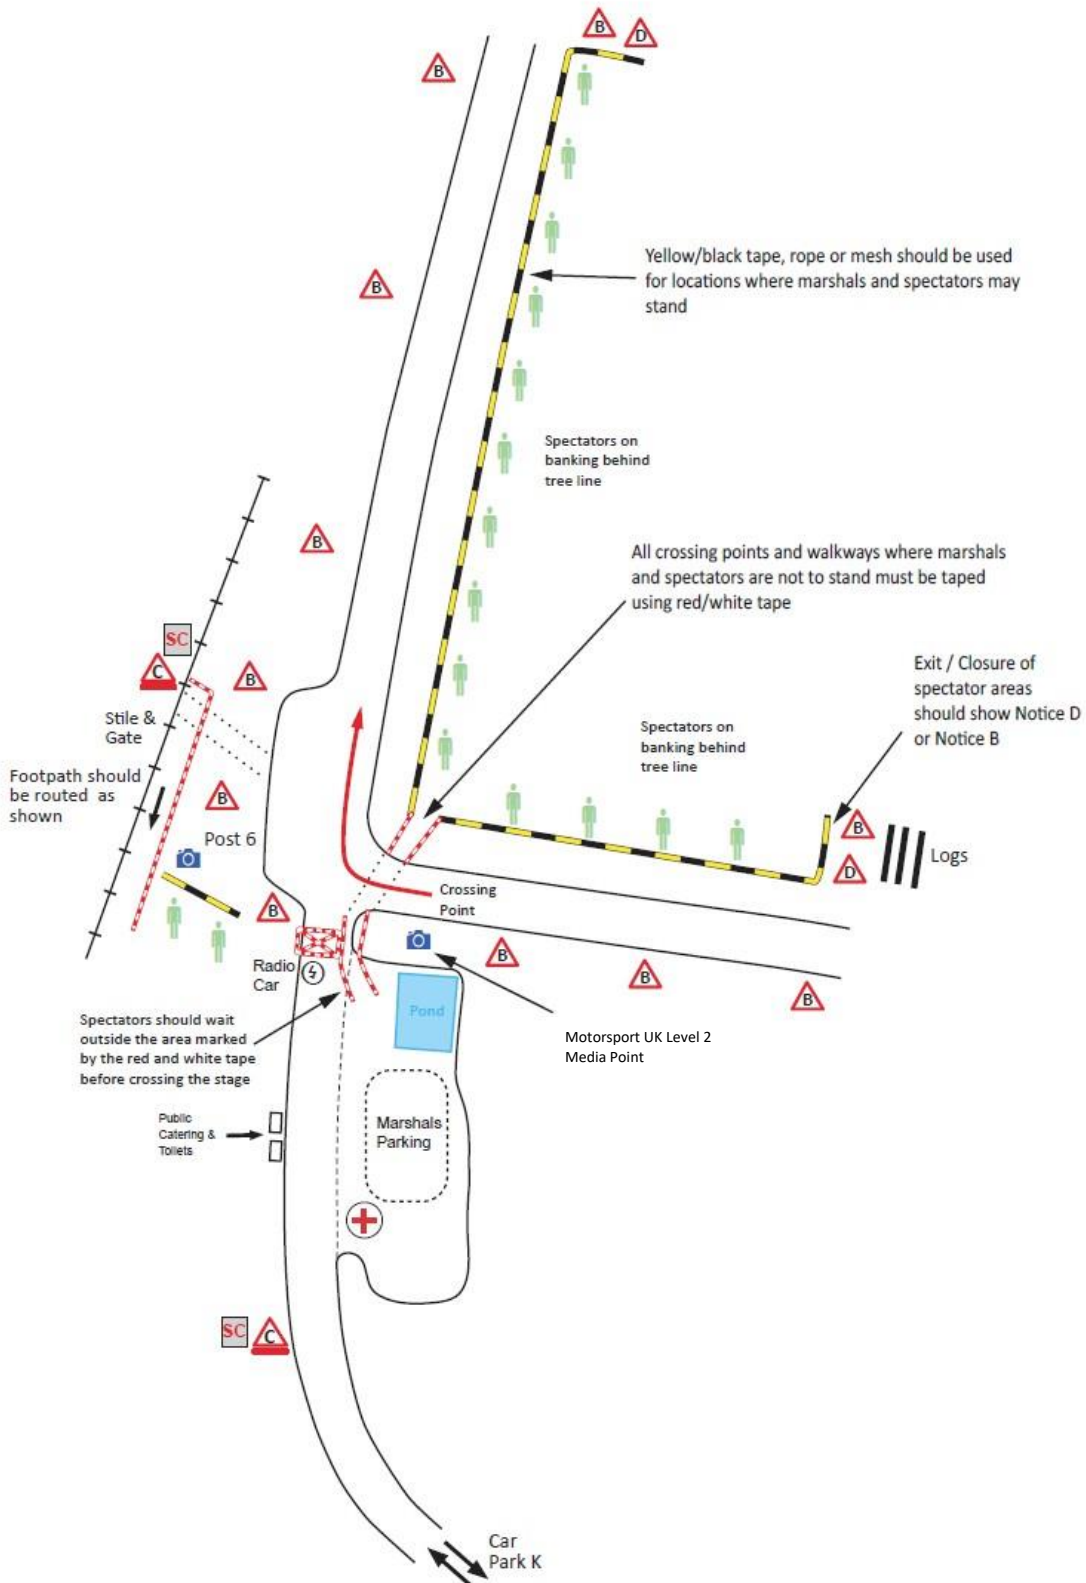 B
D
B
Yellow/black tape, rope or mesh should be used
for locations where marshals and spectators may
stand
B
Spectators on
banking behind
tree line
B
All crossing points and walkways where marshals
and spectators are not to stand must be taped
using red/white tape
SC
C
B
Exit / Closure of
spectator areas
should show Notice D
or Notice B
Stile &
Gate
Spectators on
banking behind
tree line
Footpath should
be routed as
shown
B
Post 6
B
D
Logs
Crossing
Point
B
B
B
B
Radio
Car
Pond
Spectators should wait
outside the area marked
by the red and white tape
before crossing the stage
Motorsport UK Level 2
Media Point
Public
Catering &
Toilets
Marshals
Parking
SC
C
Car
Park K